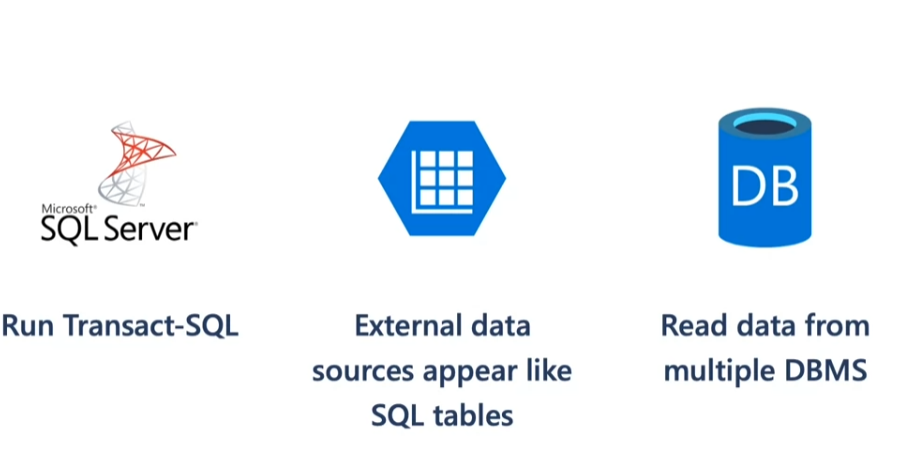 Microsoft®
SQL Server®
DB
Run Transact-SQL
External data
sources appear like
SQL tables
Read data from
multiple DBMS